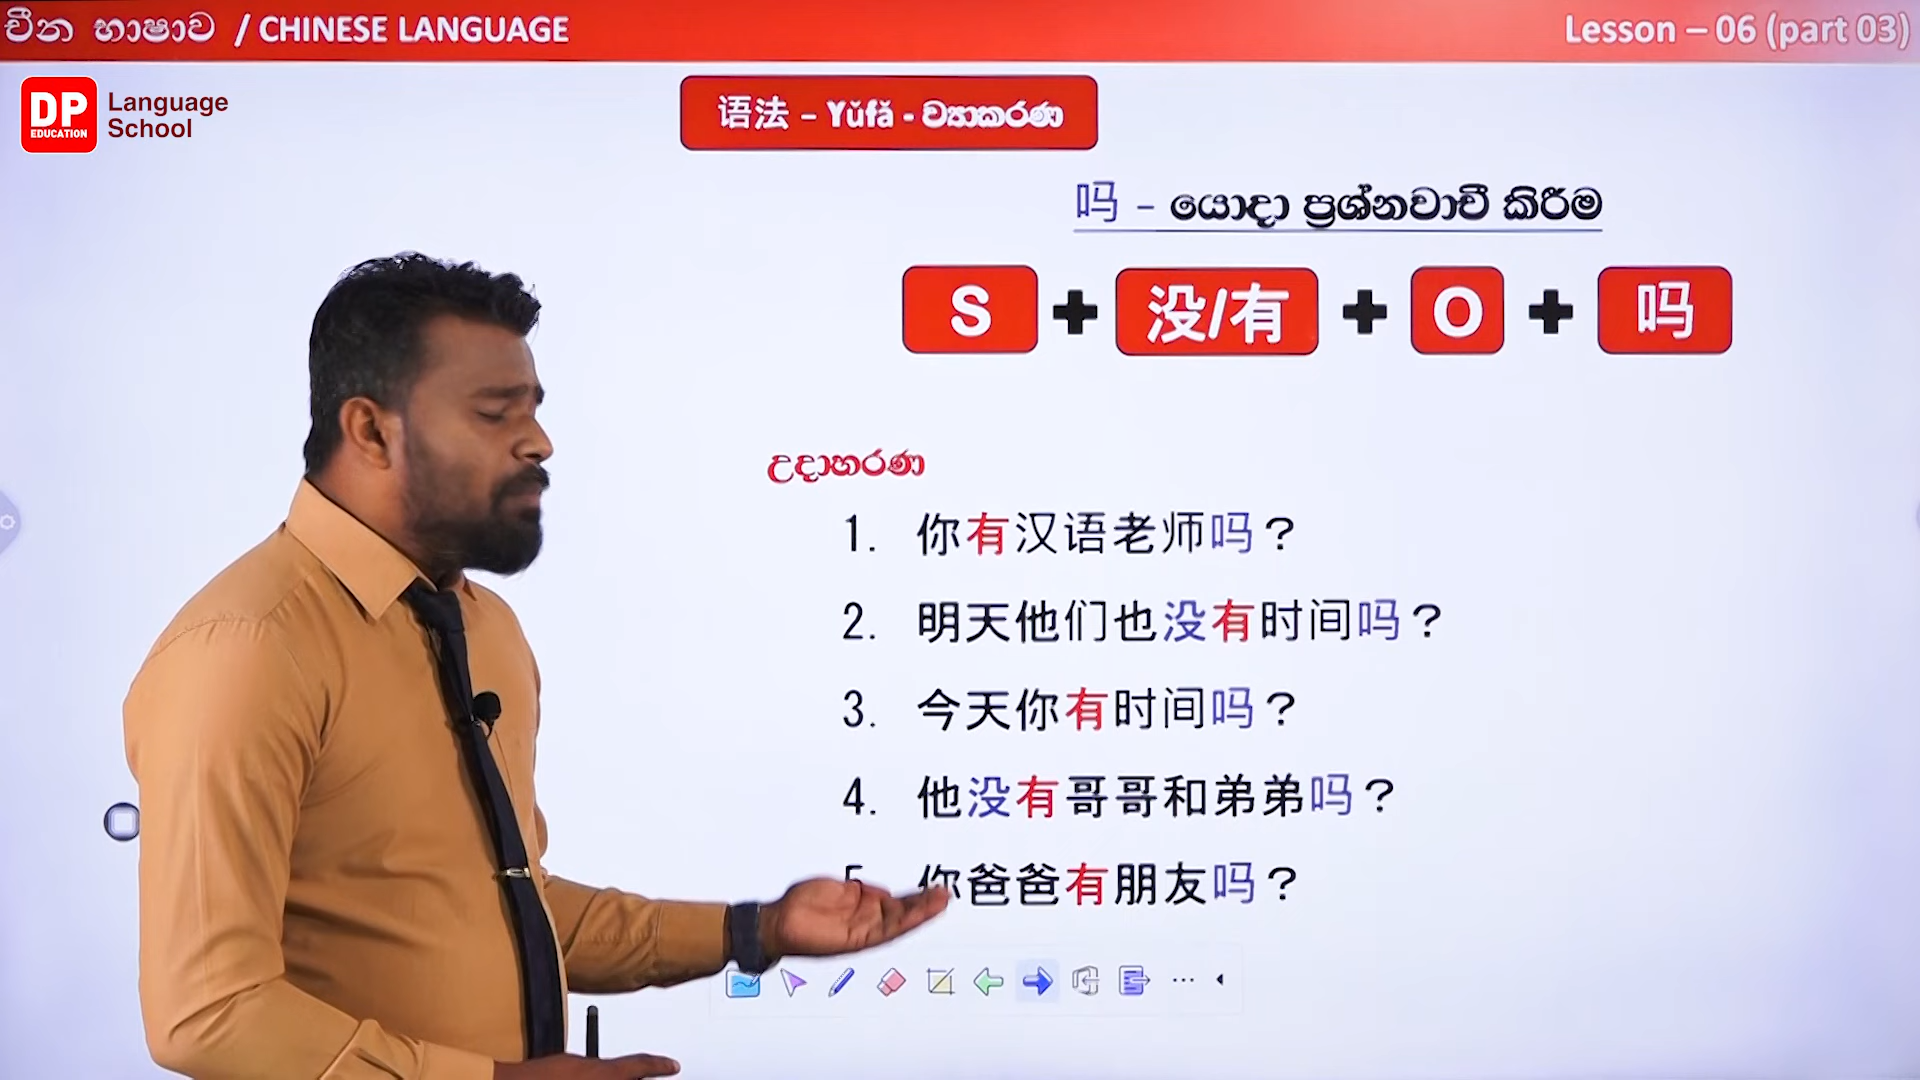 චීන භාෂාව / CHINESE LANGUAGE
Lesson – 06 (part 03)
DP
EDUCATION
Language
School
语法 – Yǔfǎ - ව්‍යාකරණ
吗 – යොදා ප්‍රශ්නවාචී කිරීම
S + 没/有 + O + 吗
උදාහරණ
1. 你有汉语老师吗？
2. 明天他们也没有时间吗？
3. 今天你有时间吗？
4. 他没有哥哥和弟弟吗？
5. 你爸爸有朋友吗？